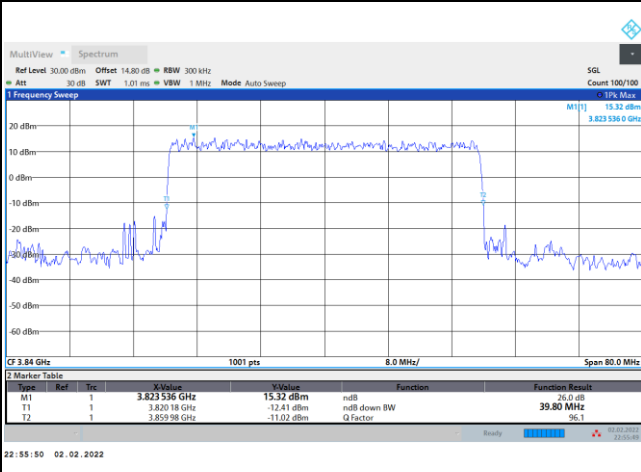 MultiView Spectrum
Ref Level 30.00 dBm Offset 14.80 dB RBW 300 kHz SGL
Att 30 dB SWT 1.01 ms VBW 1 MHz Mode Auto Sweep Count 100/100
1 Frequency Sweep 1Pk Max
M1[1] 15.32 dBm
3.823 536 0 GHz
M1
20 dBm
10 dBm
0 dBm
T1 T2
-10 dBm
-20 dBm
-30 dBm
-40 dBm
-50 dBm
-60 dBm
CF 3.84 GHz 1001 pts 8.0 MHz/ Span 80.0 MHz
2 Marker Table
Type Ref Trc X-Value Y-Value Function Function Result
M1 1 3.823 536 GHz 15.32 dBm ndB 26.0 dB
T1 1 3.820 18 GHz -12.41 dBm ndB down BW 39.80 MHz
T2 1 3.859 98 GHz -11.02 dBm Q Factor 96.1
Ready 02.02.2022
22:55:49
22:55:50 02.02.2022